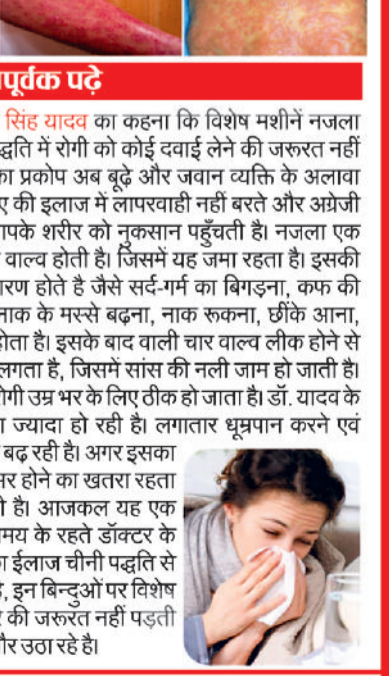 पूर्वक पढ़े
सिंह यादव का कहना कि विशेष मशीनें नजला
द्धति में रोगी को कोई दवाई लेने की जरूरत नहीं
का प्रकोप अब बूढ़े और जवान व्यक्ति के अलावा
ए की इलाज में लापरवाही नहीं बरते और अग्रेजी
ापके शरीर को नुकसान पहुँचती है। नजला एक
वाल्व होती है। जिसमें यह जमा रहता है। इसकी
ारण होते है जैसे सर्द-गर्म का बिगड़ना, कफ की
नाक के मस्से बढ़ना, नाक रूकना, छींके आना,
होता है। इसके बाद वाली चार वाल्व लीक होने से
लगता है, जिसमें सांस की नली जाम हो जाती है।
ोगी उम्र भर के लिए ठीक हो जाता है। डॉ. यादव के
ा ज्यादा हो रही है। लगातार धूम्रपान करने एवं
बढ़ रही है। अगर इसका
सर होने का खतरा रहता
ी है। आजकल यह एक
मय के रहते डॉक्टर के
ा ईलाज चीनी पद्धति से
है, इन बिन्दुओं पर विशेष
र की जरूरत नहीं पड़ती
और उठा रहे है।